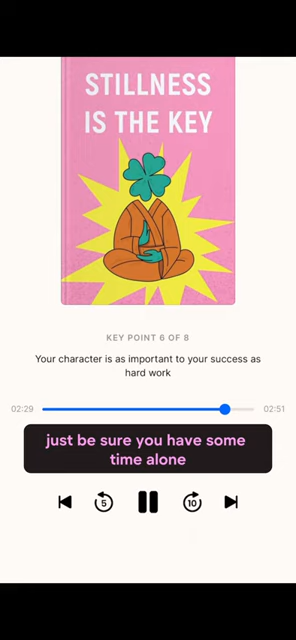 STILLNESS
IS THE KEY
KEY POINT 6 OF 8
Your character is as important to your success as
hard work
02:29
02:51
just be sure you have some
time alone
5
10